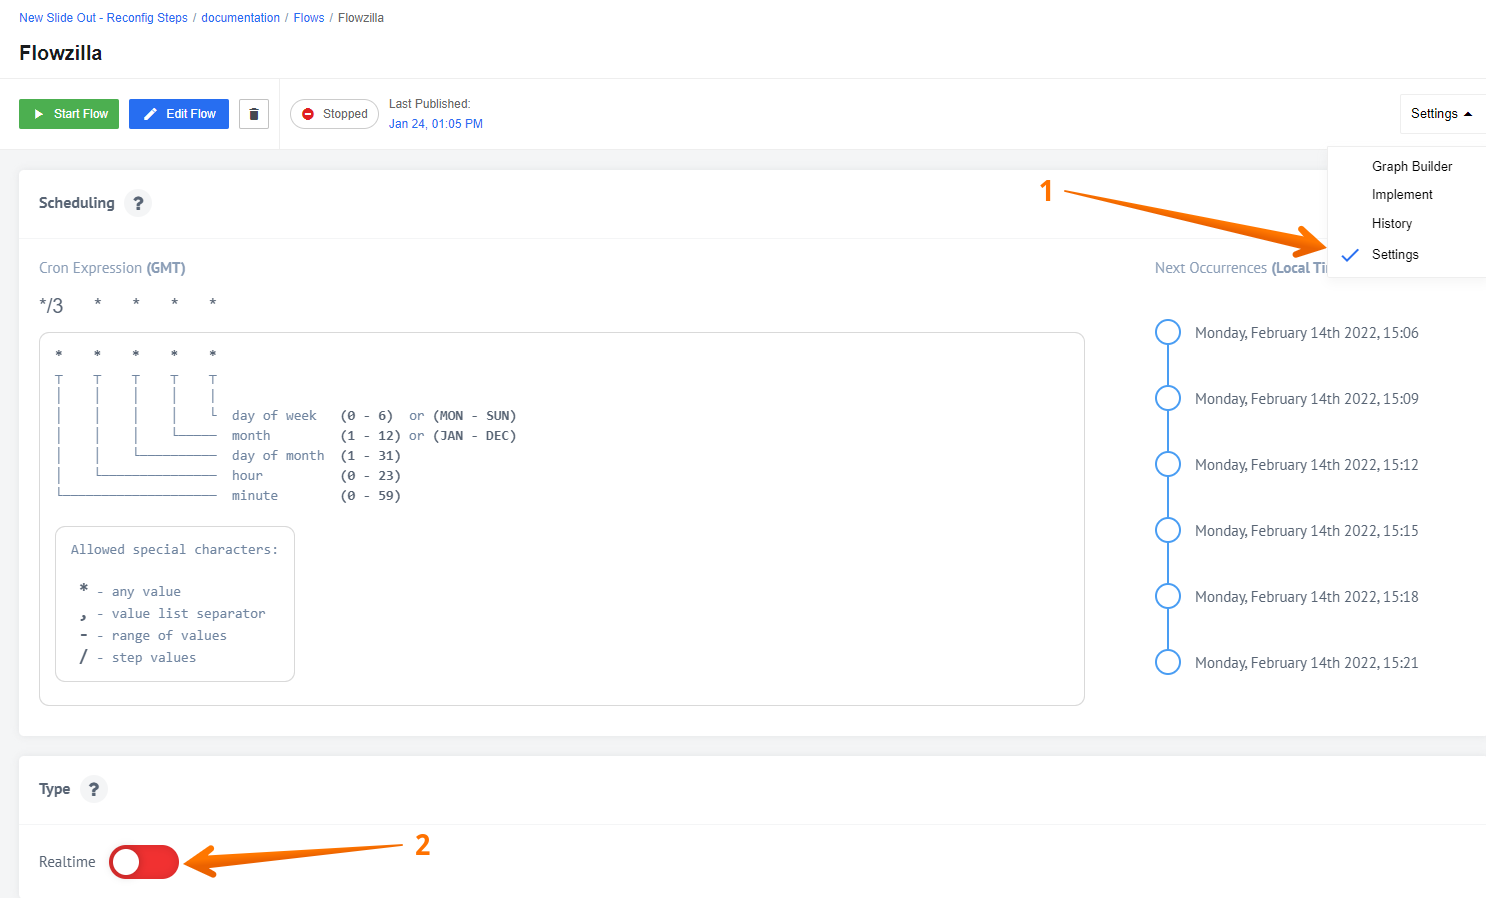 New Slide Out - Reconfig Steps / documentation / Flows / Flowzilla
Flowzilla
Start Flow
Edit Flow
Stopped
Last Published:
Jan 24, 01:05 PM
Settings
Graph Builder
Implement
History
Settings
1
Scheduling ?
Cron Expression (GMT)
*/3 * * * *
* * * * *
day of week (0 - 6) or (MON - SUN)
month (1 - 12) or (JAN - DEC)
day of month (1 - 31)
hour (0 - 23)
minute (0 - 59)
Allowed special characters:
* - any value
, - value list separator
- - range of values
/ - step values
Next Occurrences (Local
Monday, February 14th 2022, 15:06
Monday, February 14th 2022, 15:09
Monday, February 14th 2022, 15:12
Monday, February 14th 2022, 15:15
Monday, February 14th 2022, 15:18
Monday, February 14th 2022, 15:21
Type ?
Realtime
2